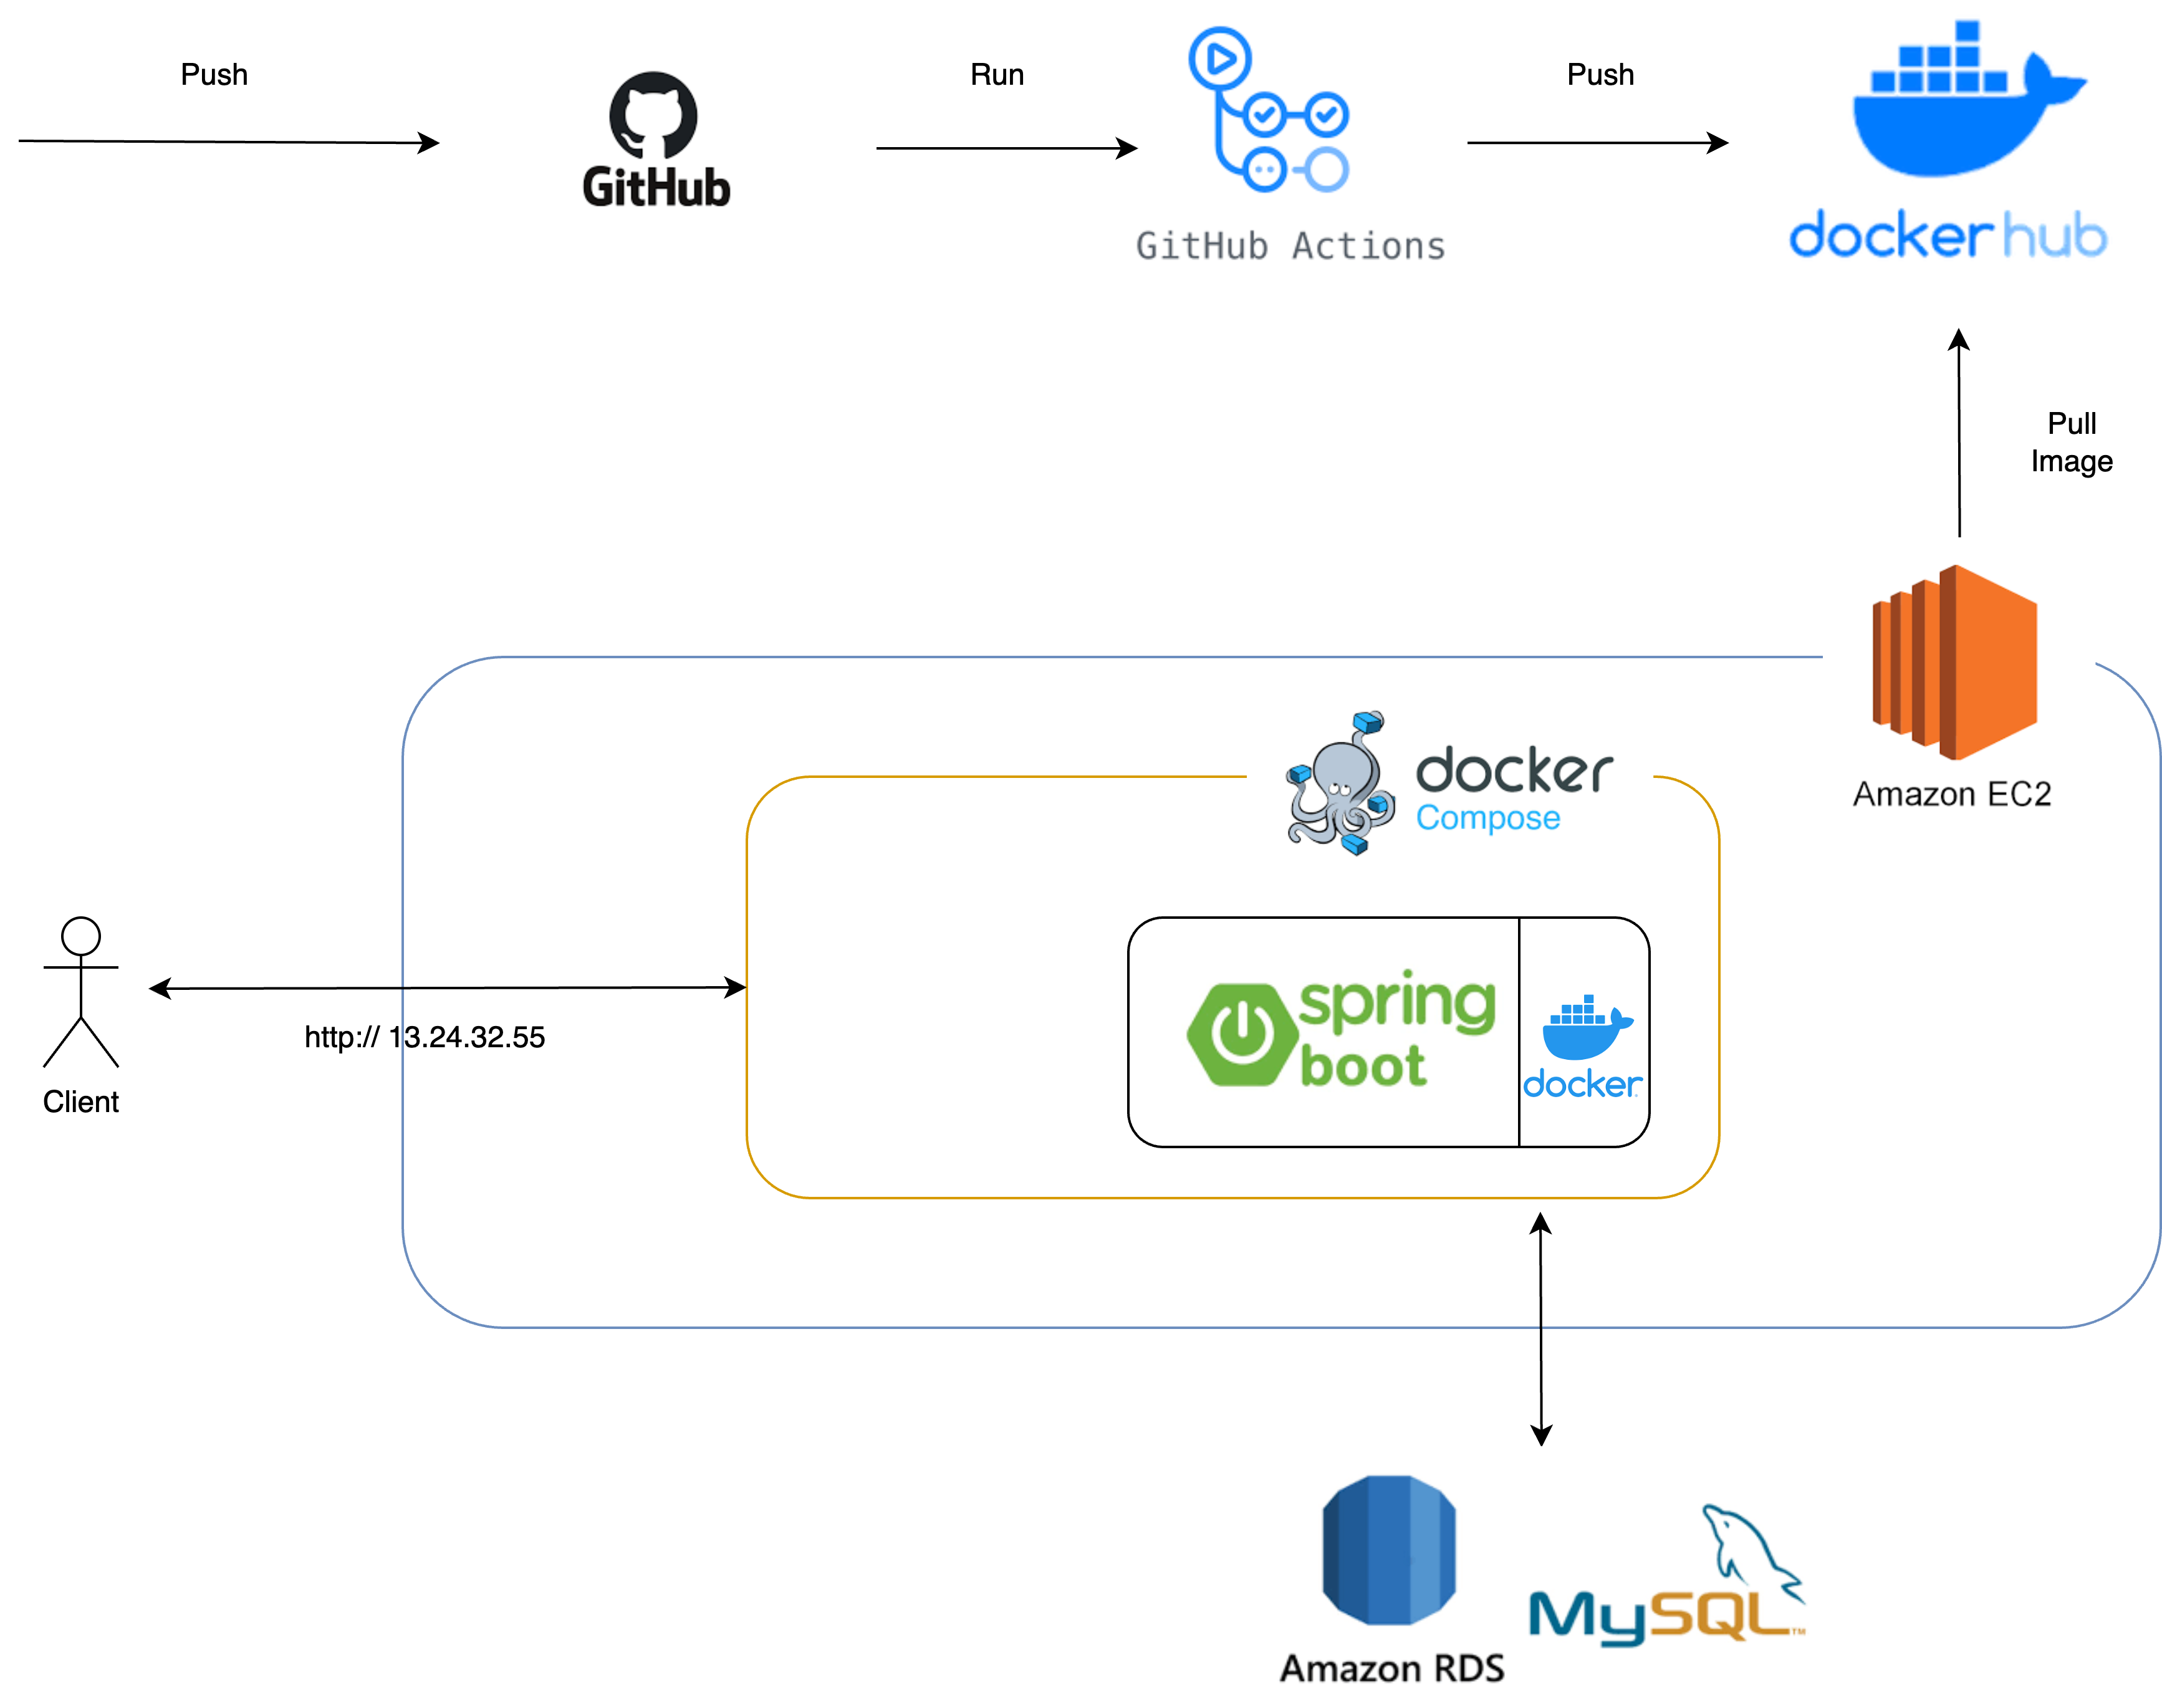 Push
Run
Push
GitHub
GitHub Actions
docker hub
Pull
Image
docker
Compose
Amazon EC2
spring
boot
docker
http:// 13.24.32.55
Client
MySQL™
Amazon RDS